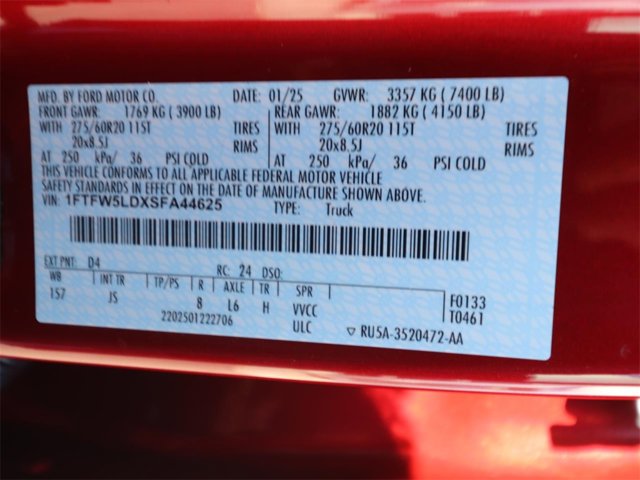 MFD. BY FORD MOTOR CO. DATE: 01/25 GVWR: 3357 KG ( 7400 LB)
FRONT GAWR: 1769 KG ( 3900 LB) REAR GAWR: 1882 KG ( 4150 LB)
WITH 275/60R20 115T TIRES WITH 275/60R20 115T TIRES
20x8.5J RIMS 20x8.5J RIMS
AT 250 kPa/ 36 PSI COLD AT 250 kPa/ 36 PSI COLD
THIS VEHICLE CONFORMS TO ALL APPLICABLE FEDERAL MOTOR VEHICLE
SAFETY STANDARDS IN EFFECT ON THE DATE OF MANUFACTURE SHOWN ABOVE.
VIN: 1FTFW5LDXSFA44625 TYPE: Truck
EXT PNT: D4 RC: 24 DSO:
WB INT TR TP/PS R AXLE TR SPR F0133
157 JS 8 L6 H VVCC T0461
2202501222706 ULC ▽ RU5A-3520472-AA